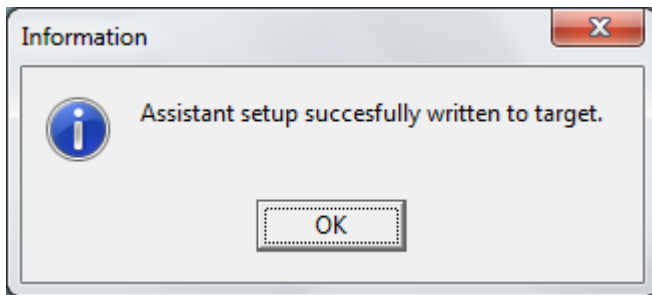 Information
Assistant setup succesfully written to target.
OK